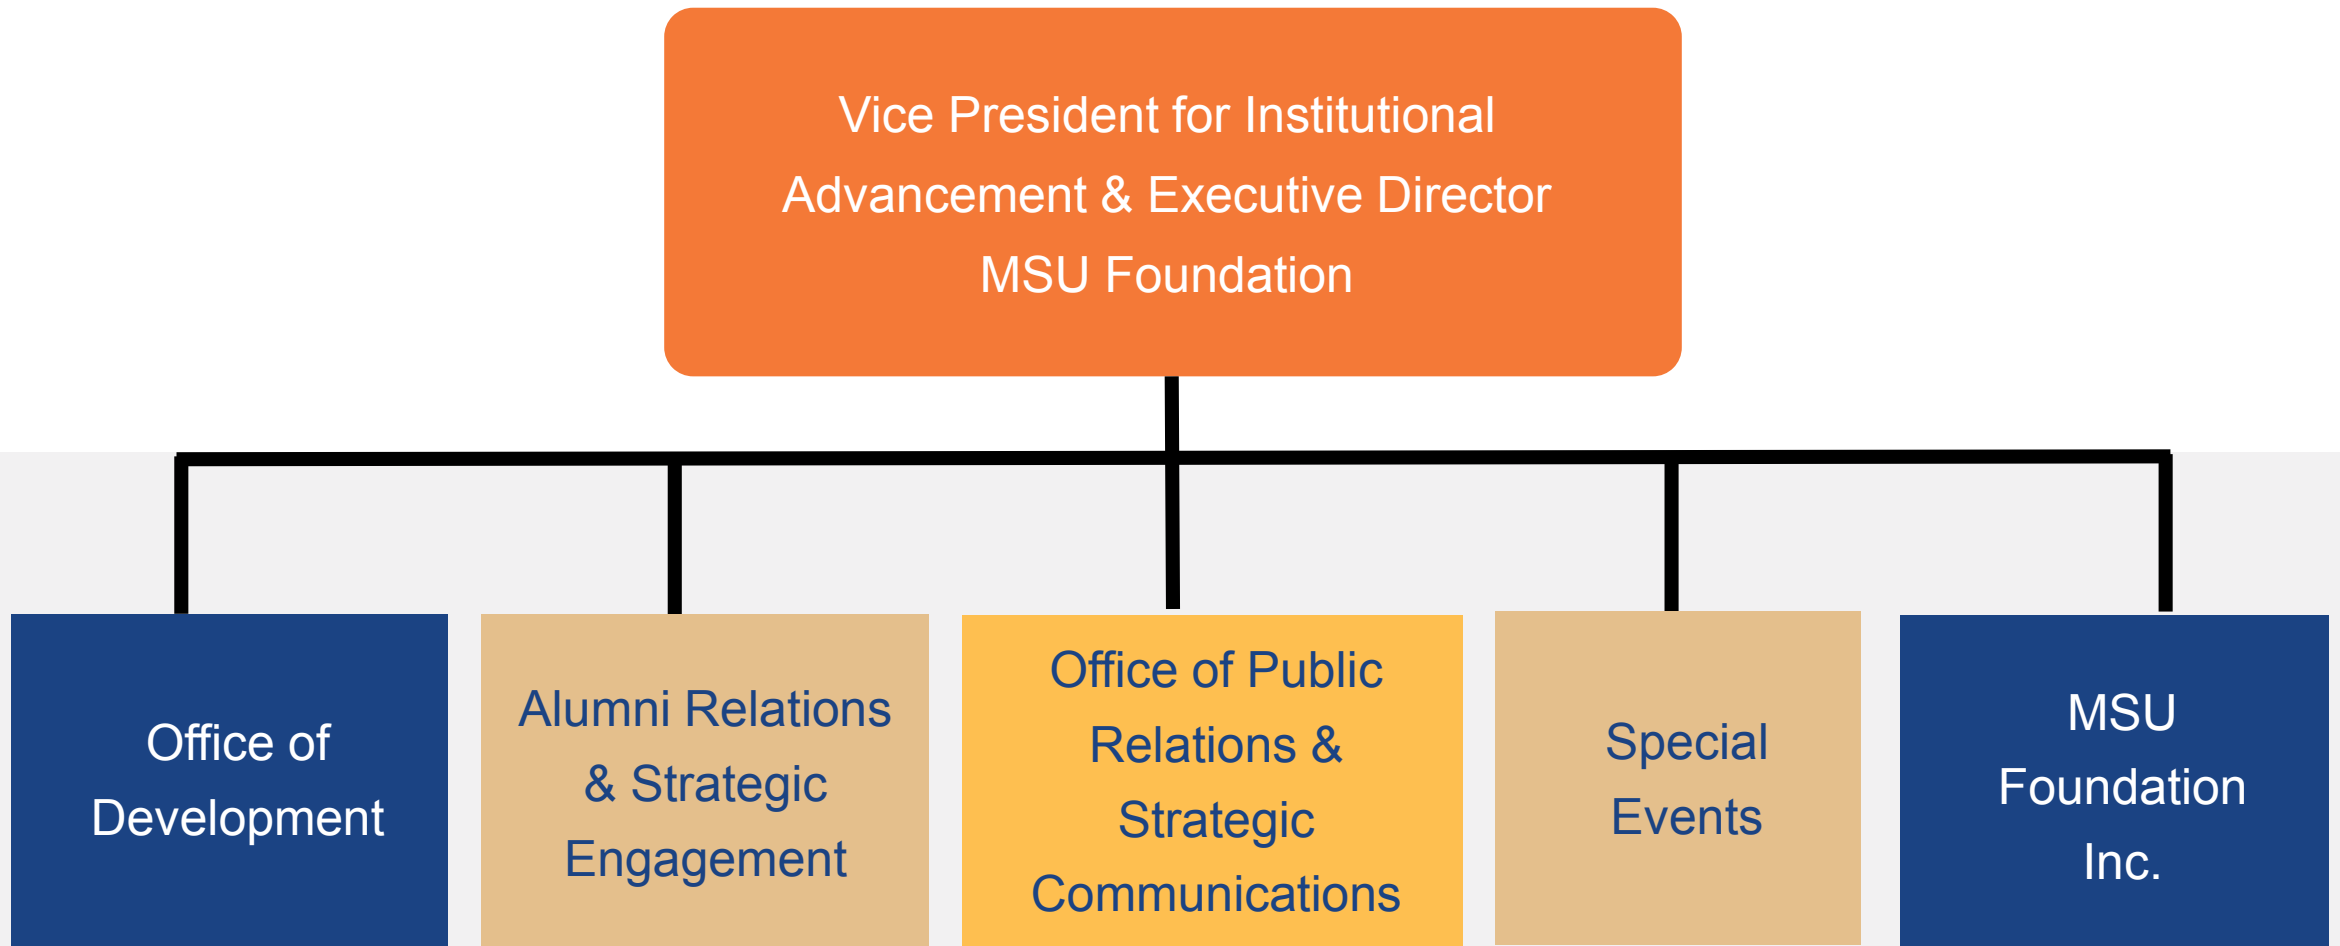 Vice President for Institutional
Advancement & Executive Director
MSU Foundation
Office of
Development
Alumni Relations
& Strategic
Engagement
Office of Public
Relations &
Strategic
Communications
Special
Events
MSU
Foundation
Inc.